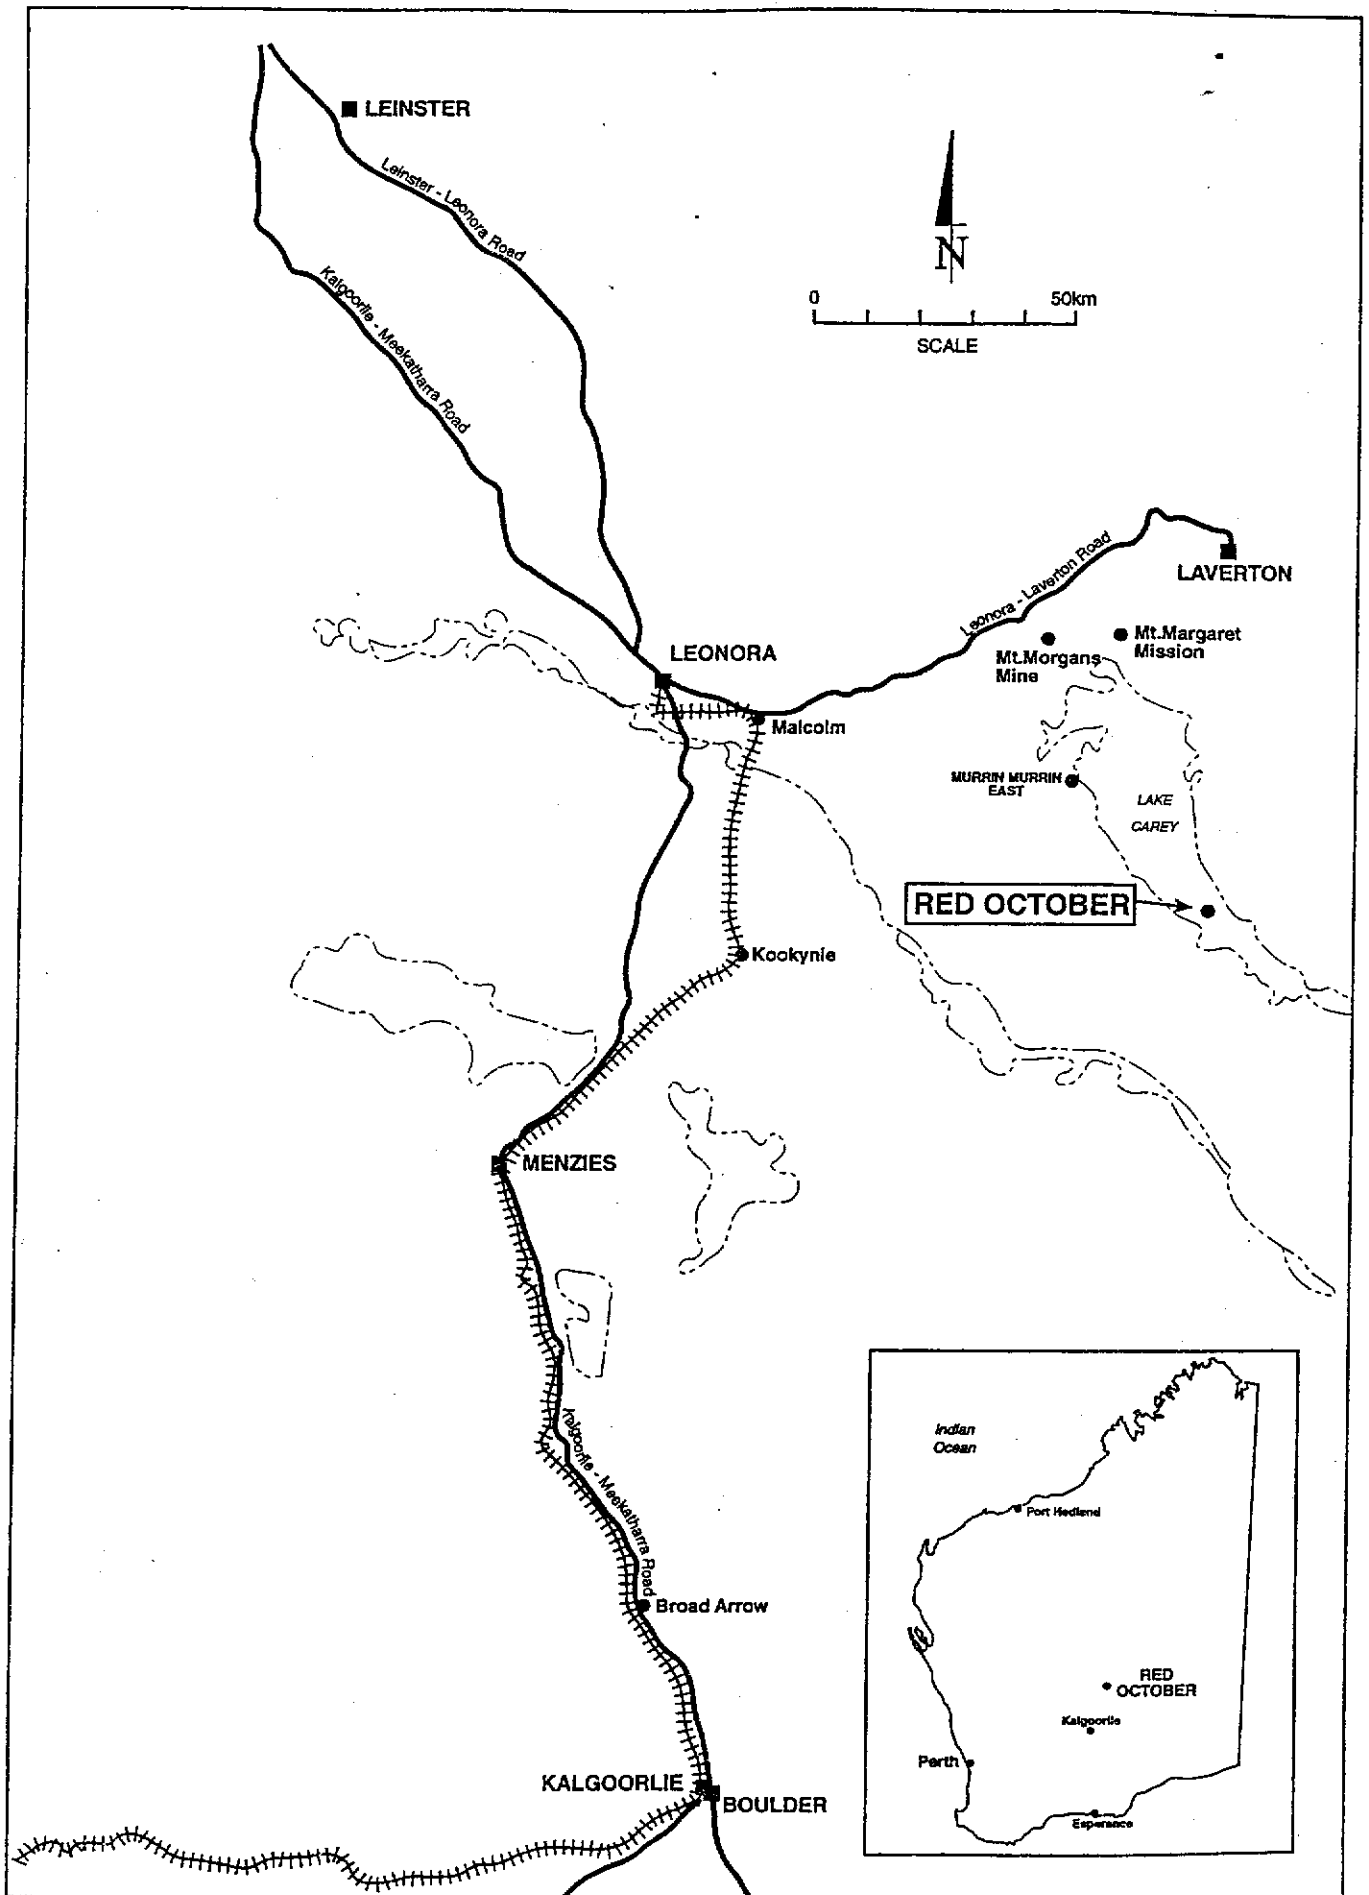 LEINSTER
Leinster - Leonora Road
Kalgoorlie - Meekatharra Road
N
0 50km
SCALE
Leonora - Laverton Road
LAVERTON
Mt.Margaret
Mission
Mt.Morgans
Mine
LEONORA
Malcolm
MURRIN MURRIN
EAST
LAKE
CAREY
RED OCTOBER
Kookynie
MENZIES
Kalgoorlie - Meekatharra Road
Broad Arrow
KALGOORLIE
BOULDER
Indian
Ocean
Port Hedland
RED
OCTOBER
Kalgoorlie
Perth
Esperance